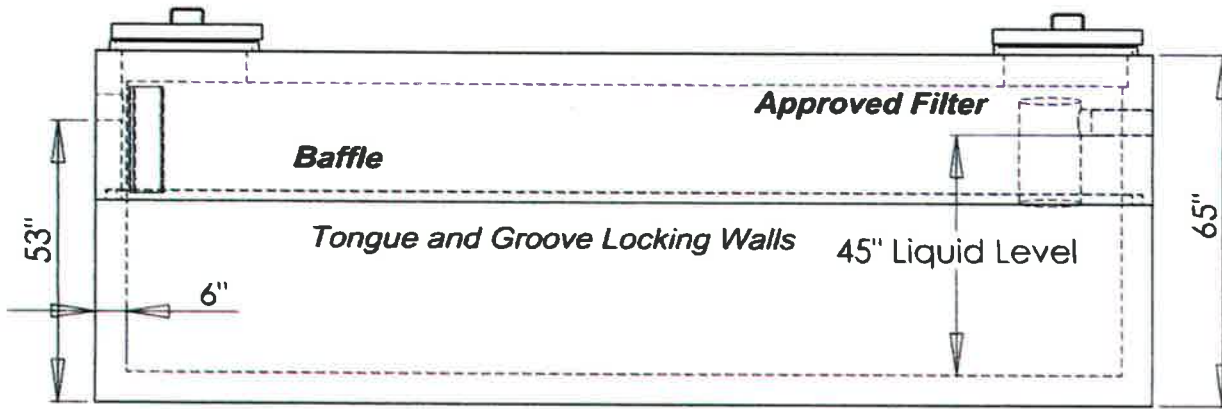 Approved Filter
Baffle
Tongue and Groove Locking Walls
45" Liquid Level
53"
6"
65"